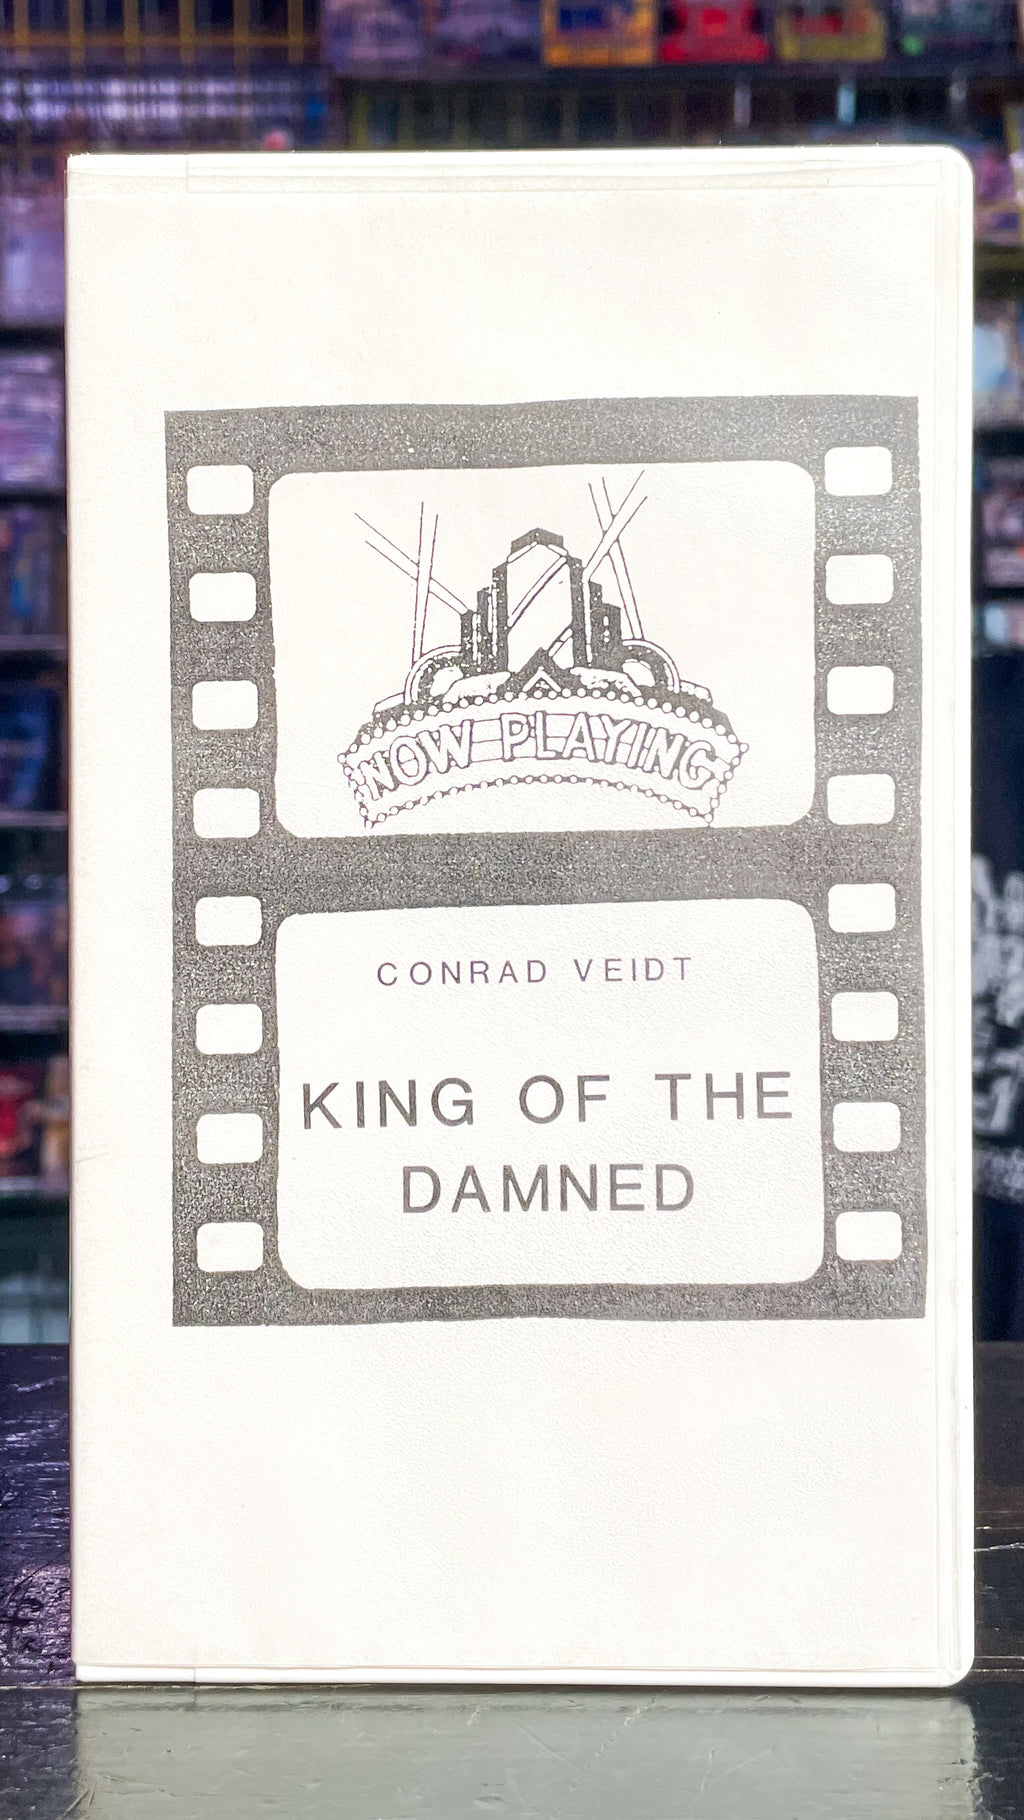 NOW PLAYING
CONRAD VEIDT
KING OF THE
DAMNED